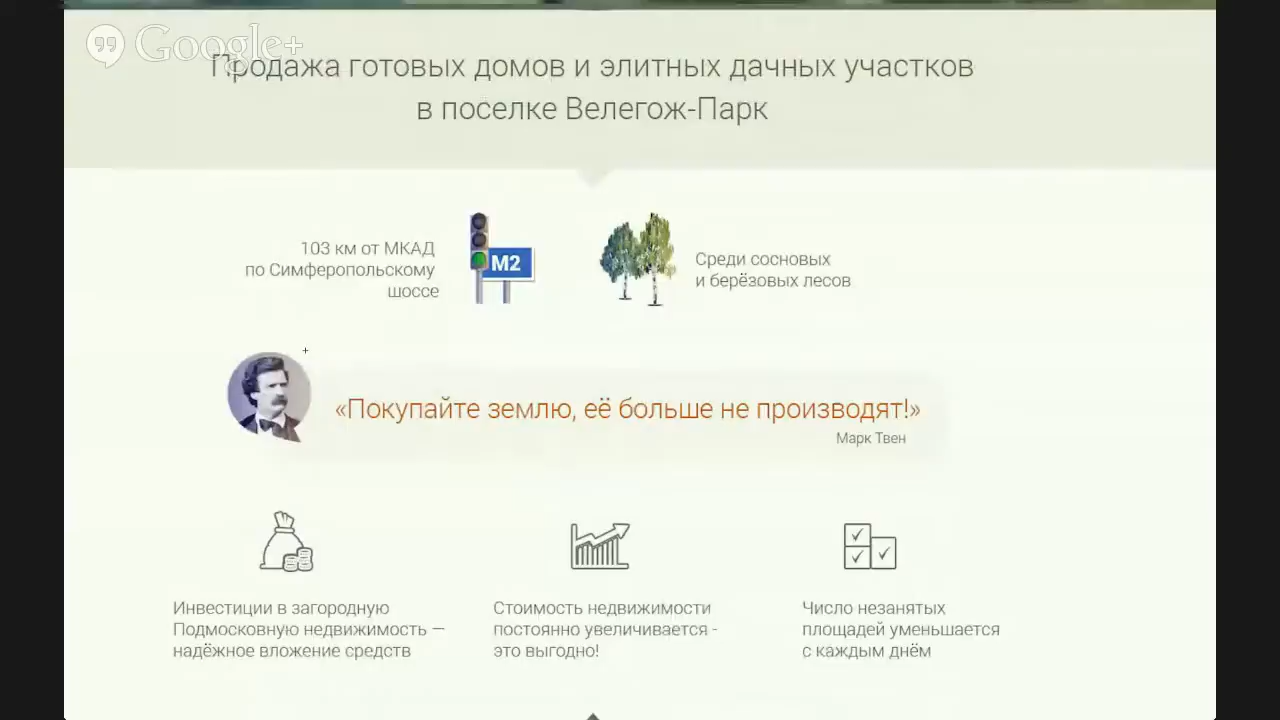 Google+
Продажа готовых домов и элитных дачных участков
в поселке Велегож-Парк
103 км от МКАД
по Симферопольскому
шоссе
M2
Среди сосновых
и берёзовых лесов
«Покупайте землю, её больше не производят!»
Марк Твен
Инвестиции в загородную
Подмосковную недвижимость —
надёжное вложение средств
Стоимость недвижимости
постоянно увеличивается -
это выгодно!
Число незанятых
площадей уменьшается
с каждым днём